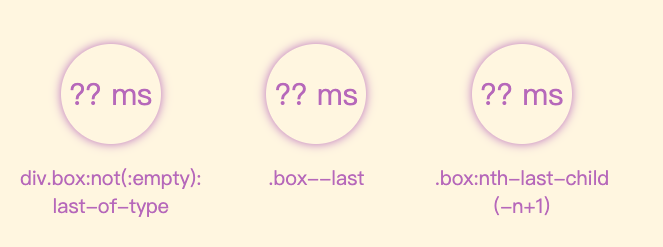 ?? ms
?? ms
?? ms
div.box:not(:empty):
last-of-type
.box--last
.box:nth-last-child
(-n+1)